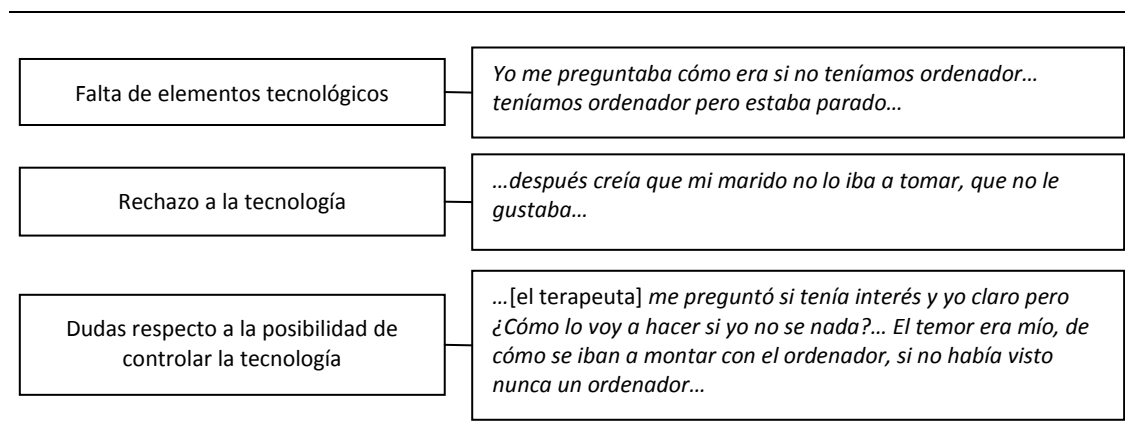 Falta de elementos tecnológicos
Yo me preguntaba cómo era si no teníamos ordenador…
teníamos ordenador pero estaba parado…
Rechazo a la tecnología
…después creía que mi marido no lo iba a tomar, que no le
gustaba…
Dudas respecto a la posibilidad de
controlar la tecnología
…[el terapeuta] me preguntó si tenía interés y yo claro pero
¿Cómo lo voy a hacer si yo no se nada?… El temor era mío, de
cómo se iban a montar con el ordenador, si no había visto
nunca un ordenador…